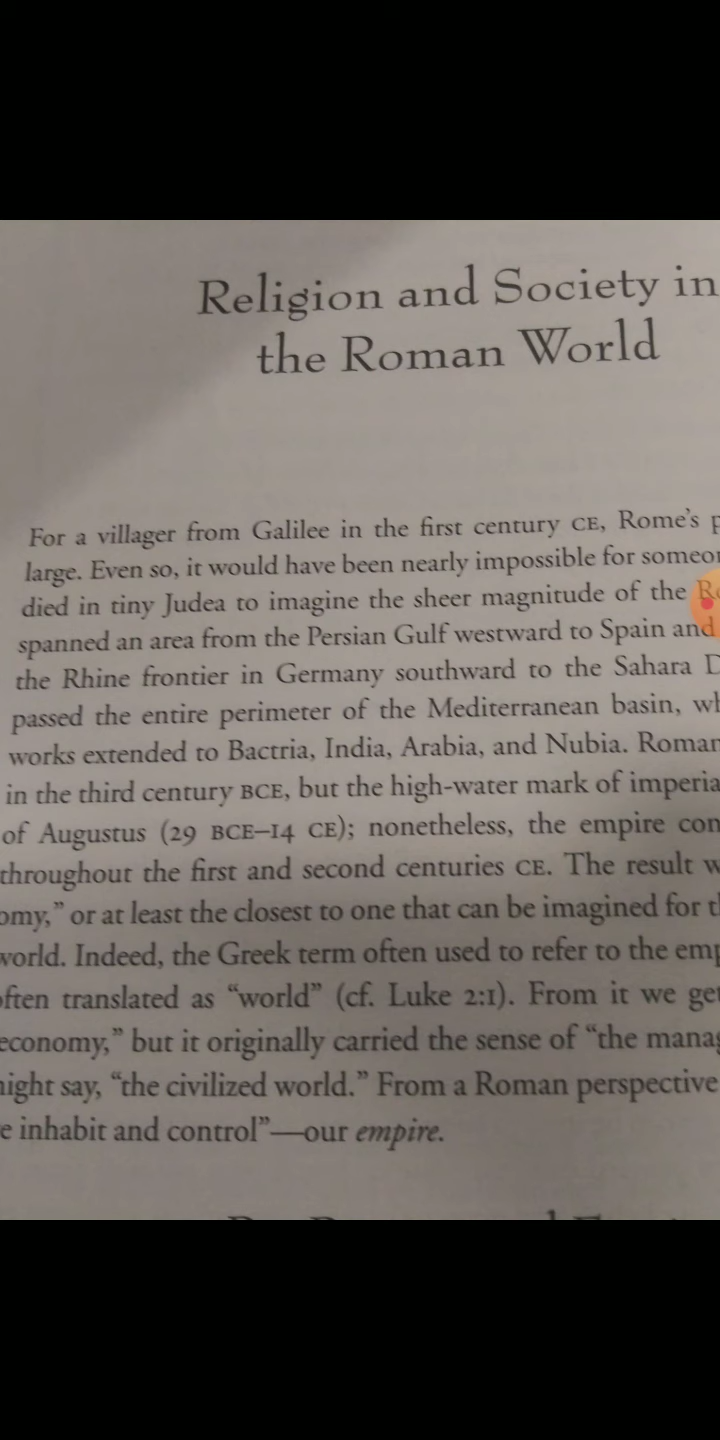 Religion and Society in
the Roman World
For a villager from Galilee in the first century CE, Rome's
large. Even so, it would have been nearly impossible for
died in tiny Judea to imagine the sheer magnitude of the
spanned an area from the Persian Gulf westward to Spain and
the Rhine frontier in Germany southward to the Sahara
passed the entire perimeter of the Mediterranean basin,
works extended to Bactria, India, Arabia, and Nubia.
in the third century BCE, but the high-water mark of
of Augustus (29 BCE–14 CE); nonetheless, the empire
throughout the first and second centuries CE. The result
omy,” or at least the closest to one that can be imagined for
world. Indeed, the Greek term often used to refer to the
often translated as “world” (cf. Luke 2:1). From it we get
economy,” but it originally carried the sense of “the
might say, “the civilized world.” From a Roman perspective
e inhabit and control”—our empire.